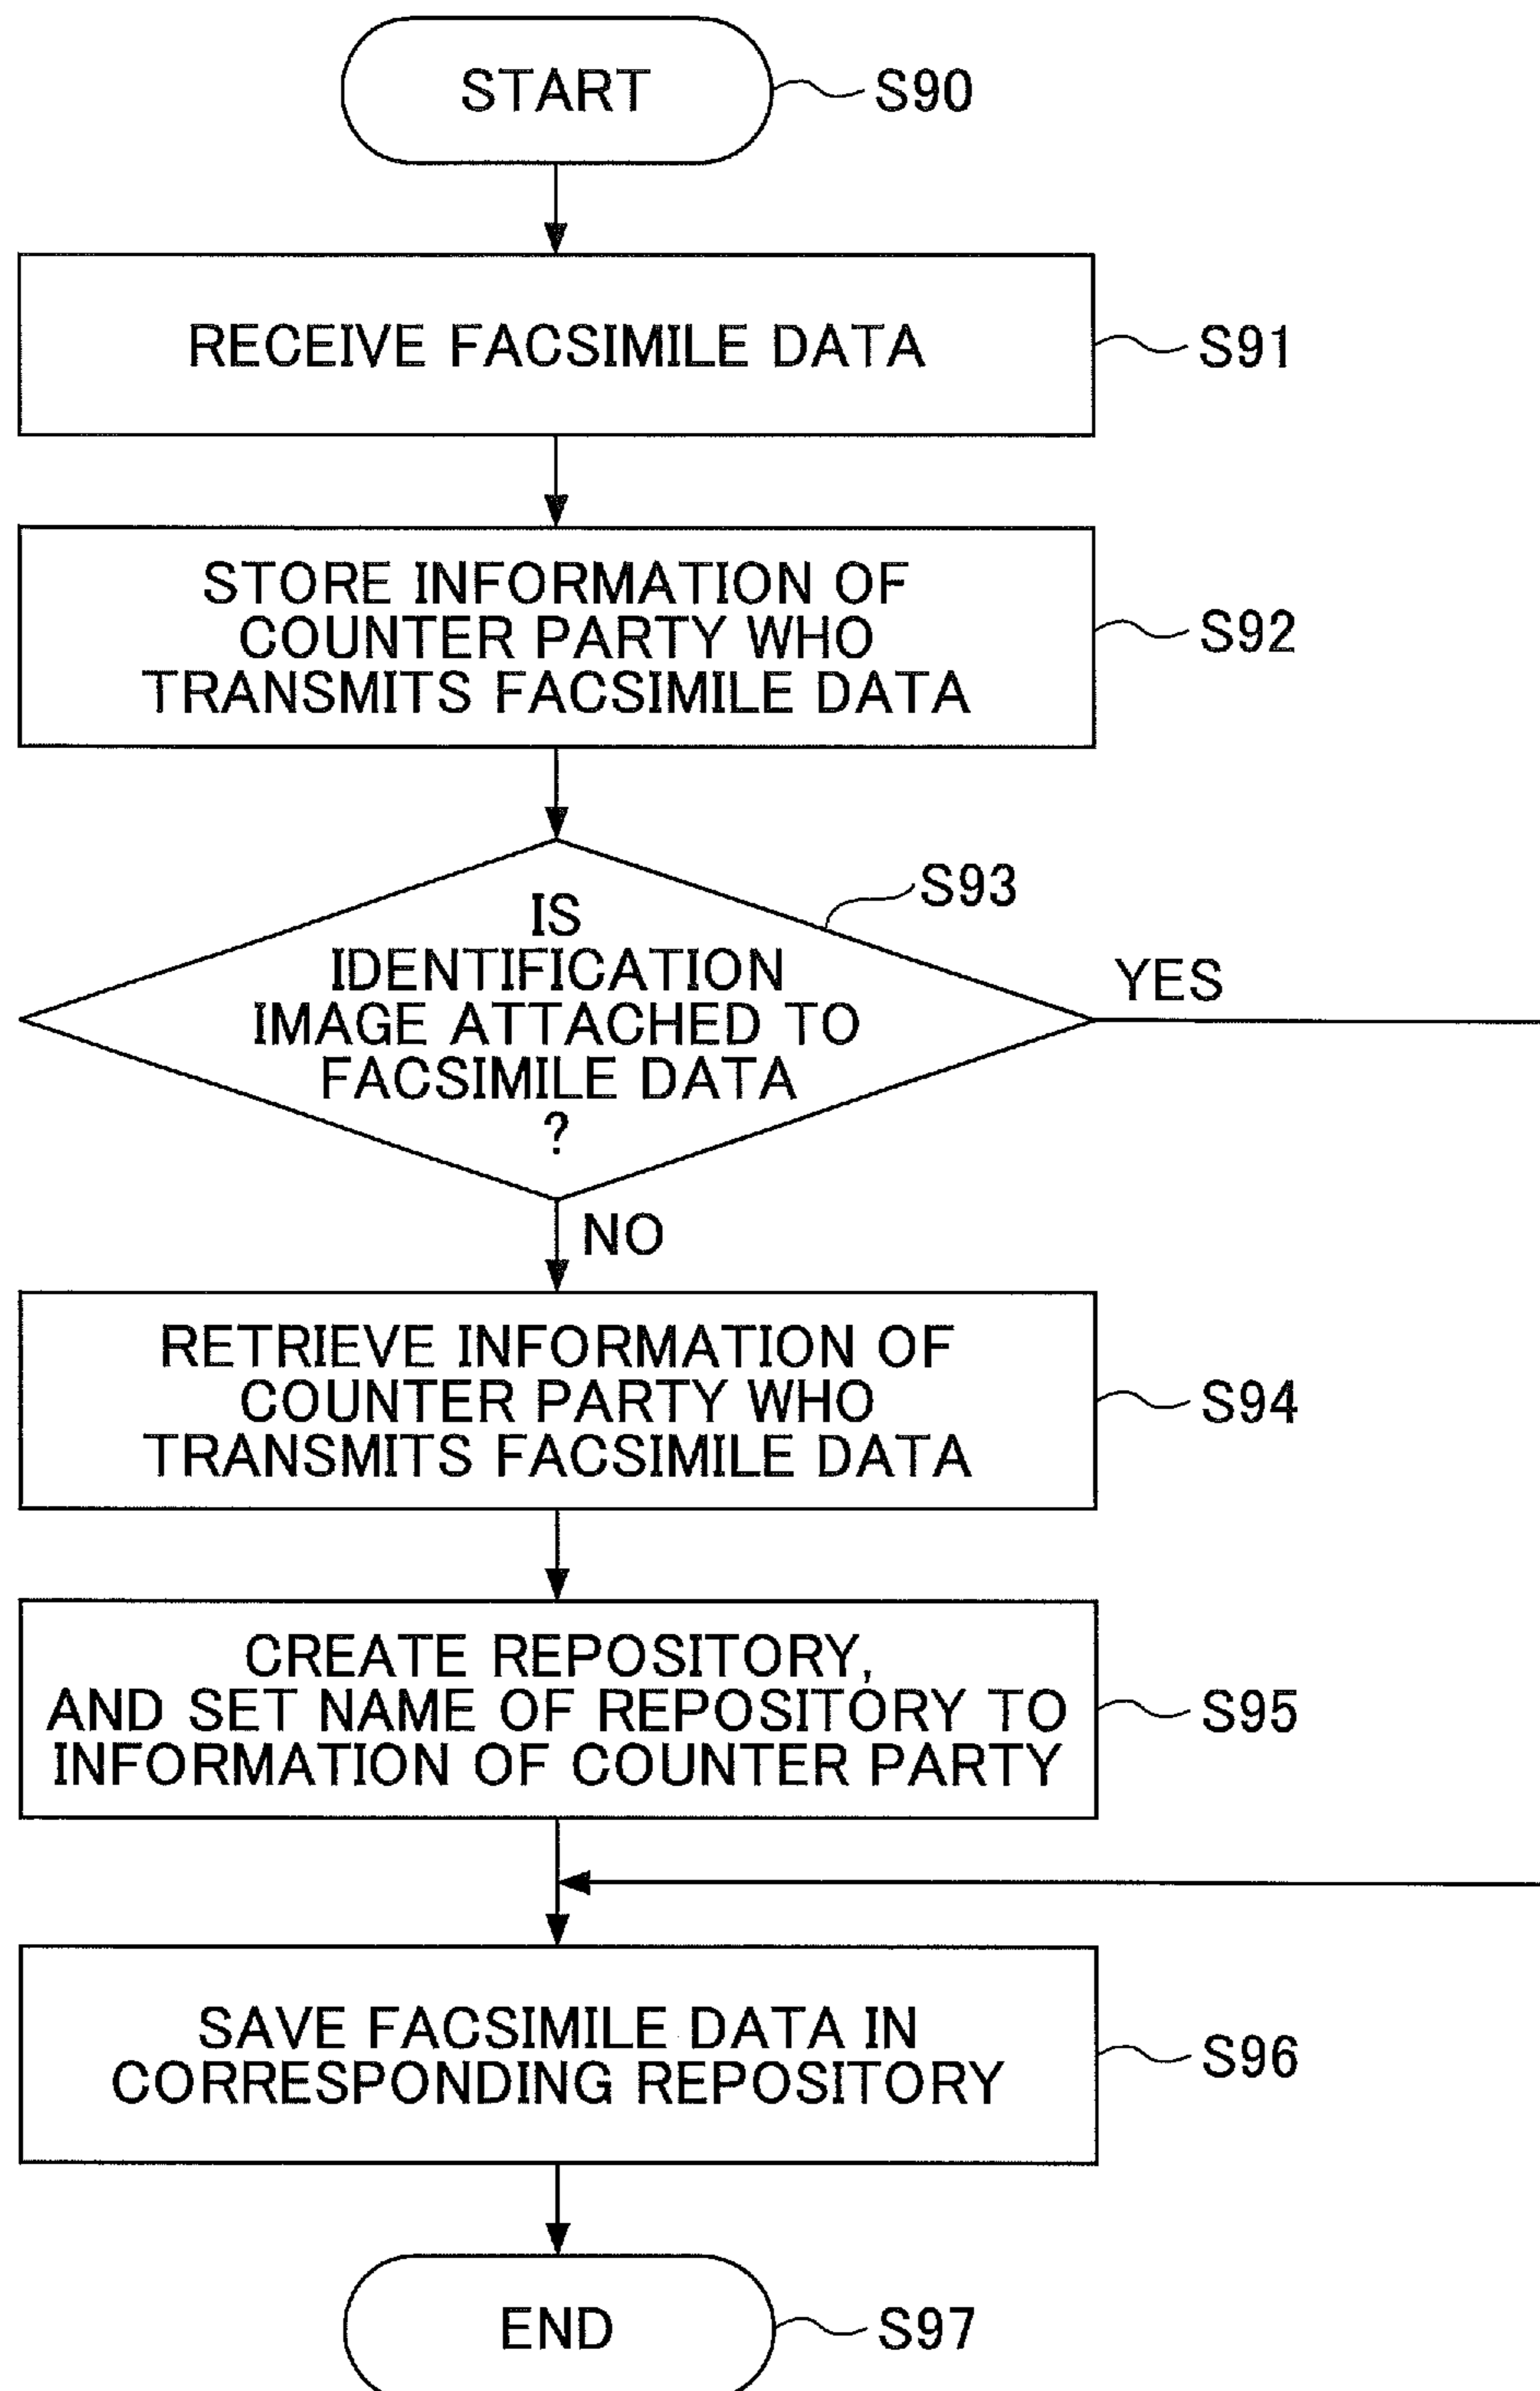 START
S90
RECEIVE FACSIMILE DATA
S91
STORE INFORMATION OF
COUNTER PARTY WHO
TRANSMITS FACSIMILE DATA
S92
S93
IS
IDENTIFICATION
IMAGE ATTACHED TO
FACSIMILE DATA
?
YES
NO
RETRIEVE INFORMATION OF
COUNTER PARTY WHO
TRANSMITS FACSIMILE DATA
S94
CREATE REPOSITORY,
AND SET NAME OF REPOSITORY TO
INFORMATION OF COUNTER PARTY
S95
SAVE FACSIMILE DATA IN
CORRESPONDING REPOSITORY
S96
END
S97